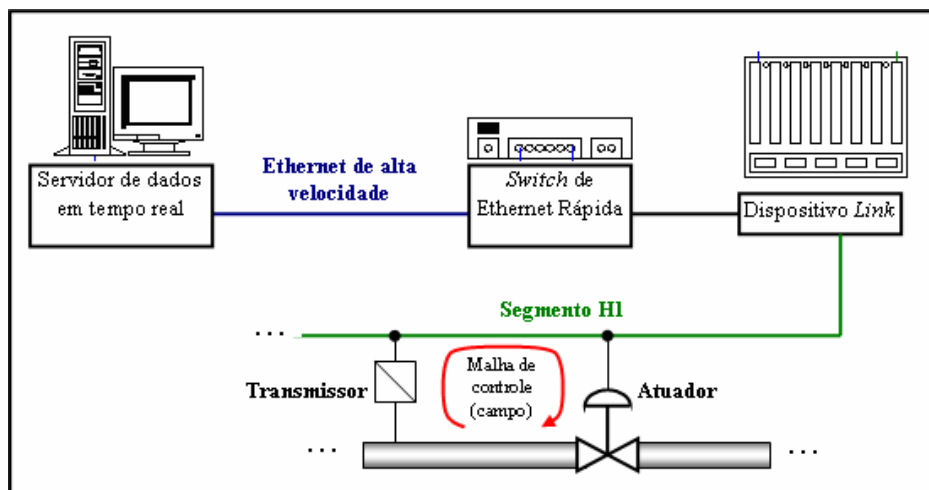 Servidor de dados
em tempo real
Ethernet de alta
velocidade
Switch de
Ethernet Rápida
Dispositivo Link
Segmento H1
...
Transmissor
Malha de
controle
(campo)
Atuador
...
...